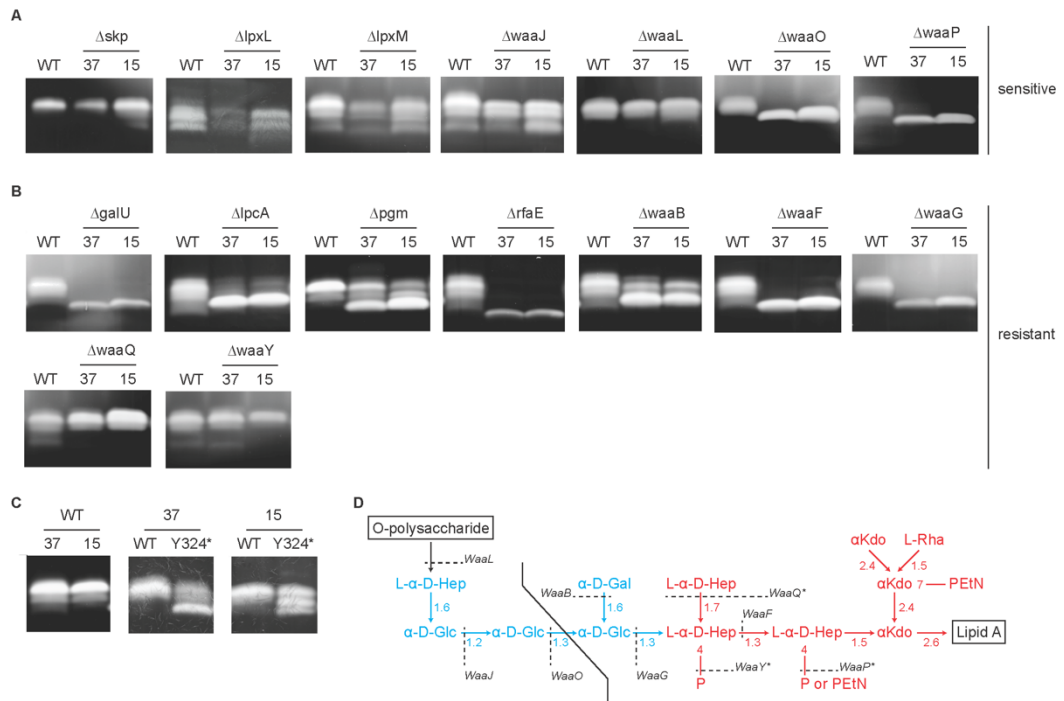 A
Δskp ΔlpxL ΔlpxM ΔwaaJ ΔwaaL ΔwaaO ΔwaaP
WT 37 15 WT 37 15 WT 37 15 WT 37 15 WT 37 15 WT 37 15 WT 37 15
sensitive
B
ΔgalU ΔlpcA Δpgm ΔrfaE ΔwaaB ΔwaaF ΔwaaG
WT 37 15 WT 37 15 WT 37 15 WT 37 15 WT 37 15 WT 37 15 WT 37 15
resistant
ΔwaaQ ΔwaaY
WT 37 15 WT 37 15
C
WT 37 15
37 15 WT Y324* WT Y324*
D
O-polysaccharide
αKdo L-Rha
WaaL
2.4 1.5
L-α-D-Hep α-D-Gal L-α-D-Hep αKdo 7 PEtN
WaaB WaaQ*
1.6 1.6 1.7 WaaF 2.4
α-D-Glc α-D-Glc α-D-Glc L-α-D-Hep L-α-D-Hep αKdo Lipid A
1.2 1.3 1.3 1.3 1.5 2.6
4 4
WaaJ WaaO WaaG WaaY* WaaP*
P P or PEtN